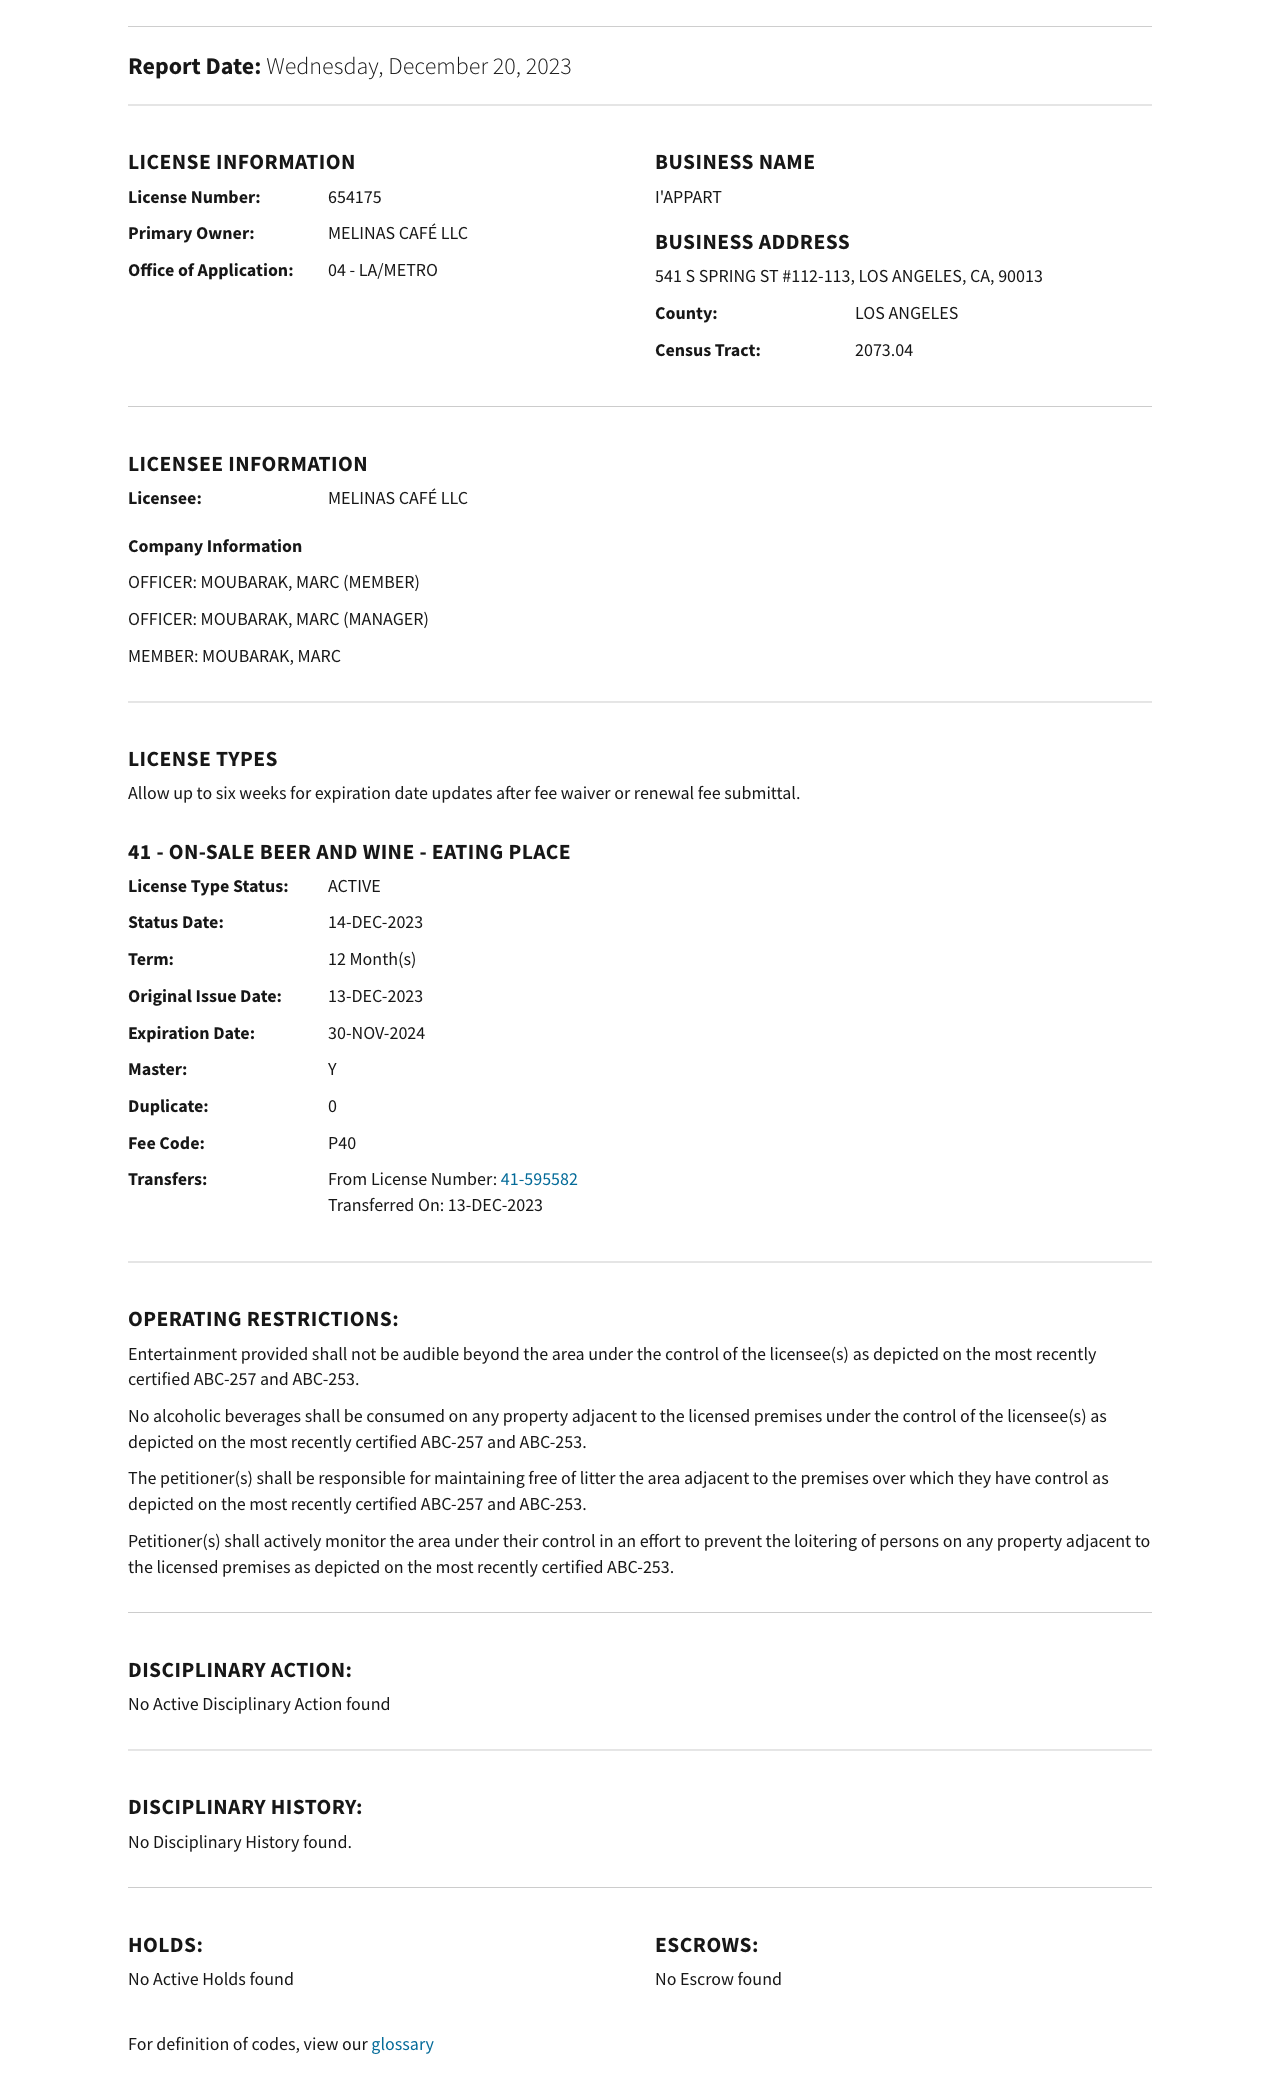 Report Date: Wednesday, December 20, 2023
LICENSE INFORMATION
License Number: 654175
Primary Owner: MELINAS CAFÉ LLC
Office of Application: 04 - LA/METRO
BUSINESS NAME
I'APPART
BUSINESS ADDRESS
541 S SPRING ST #112-113, LOS ANGELES, CA, 90013
County: LOS ANGELES
Census Tract: 2073.04
LICENSEE INFORMATION
Licensee: MELINAS CAFÉ LLC
Company Information
OFFICER: MOUBARAK, MARC (MEMBER)
OFFICER: MOUBARAK, MARC (MANAGER)
MEMBER: MOUBARAK, MARC
LICENSE TYPES
Allow up to six weeks for expiration date updates after fee waiver or renewal fee submittal.
41 - ON-SALE BEER AND WINE - EATING PLACE
License Type Status: ACTIVE
Status Date: 14-DEC-2023
Term: 12 Month(s)
Original Issue Date: 13-DEC-2023
Expiration Date: 30-NOV-2024
Master: Y
Duplicate: 0
Fee Code: P40
Transfers: From License Number: 41-595582
Transferred On: 13-DEC-2023
OPERATING RESTRICTIONS:
Entertainment provided shall not be audible beyond the area under the control of the licensee(s) as depicted on the most recently
certified ABC-257 and ABC-253.
No alcoholic beverages shall be consumed on any property adjacent to the licensed premises under the control of the licensee(s) as
depicted on the most recently certified ABC-257 and ABC-253.
The petitioner(s) shall be responsible for maintaining free of litter the area adjacent to the premises over which they have control as
depicted on the most recently certified ABC-257 and ABC-253.
Petitioner(s) shall actively monitor the area under their control in an effort to prevent the loitering of persons on any property adjacent to
the licensed premises as depicted on the most recently certified ABC-253.
DISCIPLINARY ACTION:
No Active Disciplinary Action found
DISCIPLINARY HISTORY:
No Disciplinary History found.
HOLDS:
No Active Holds found
ESCROWS:
No Escrow found
For definition of codes, view our glossary